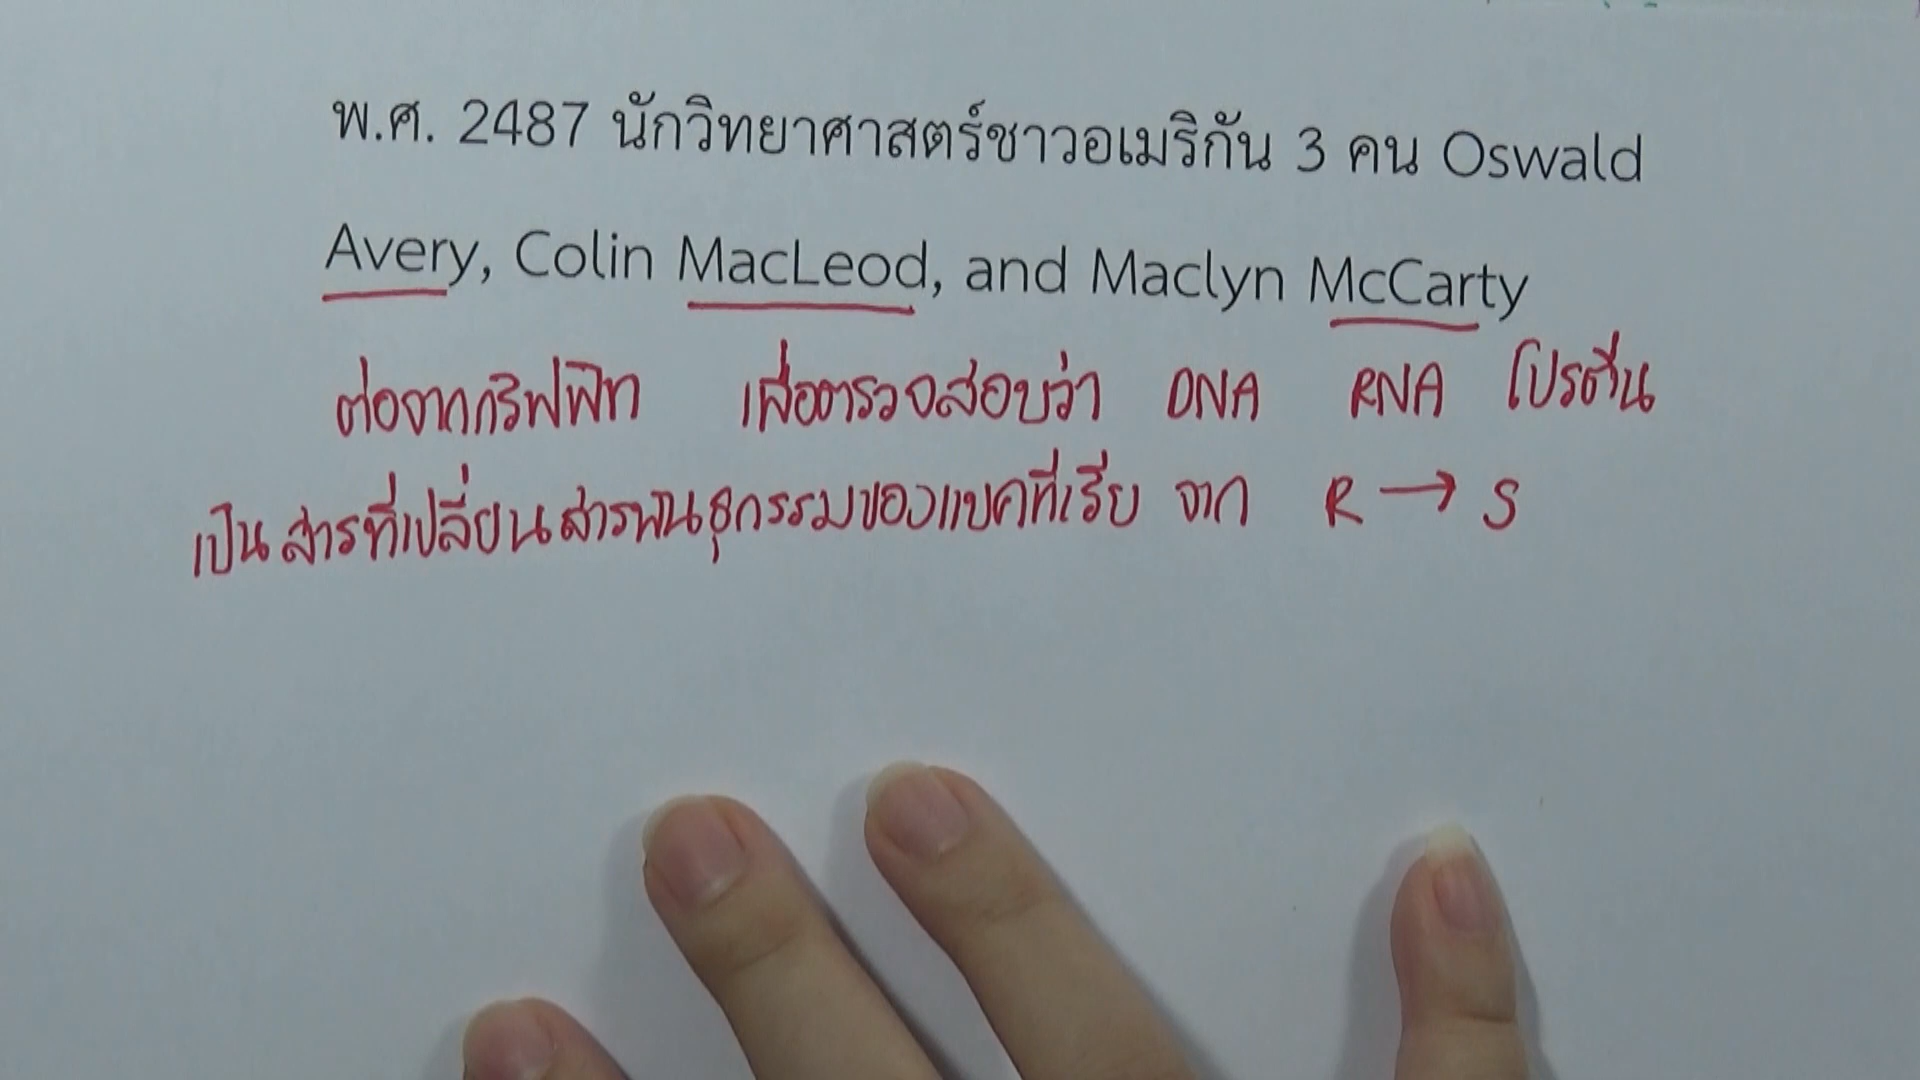 พ.ศ. 2487 นักวิทยาศาสตร์ชาวอเมริกัน 3 คน Oswald
Avery, Colin MacLeod, and Maclyn McCarty
ต่อจากกริฟฟิท เพื่อตรวจสอบว่า DNA RNA โปรตีน
เป็นสารที่เปลี่ยนสารพันธุกรรมของแบคทีเรีย จาก R → S